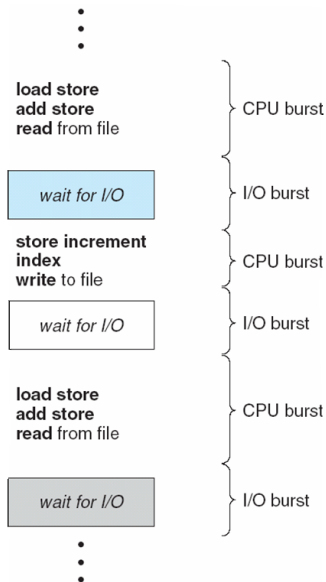 load store
add store
read from file
CPU burst
wait for I/O
I/O burst
store increment
index
write to file
CPU burst
wait for I/O
I/O burst
load store
add store
read from file
CPU burst
wait for I/O
I/O burst